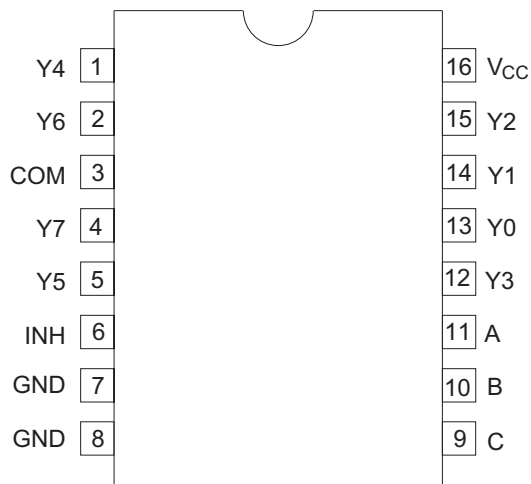 Y4 1 16 VCC
Y6 2 15 Y2
COM 3 14 Y1
Y7 4 13 Y0
Y5 5 12 Y3
INH 6 11 A
GND 7 10 B
GND 8 9 C